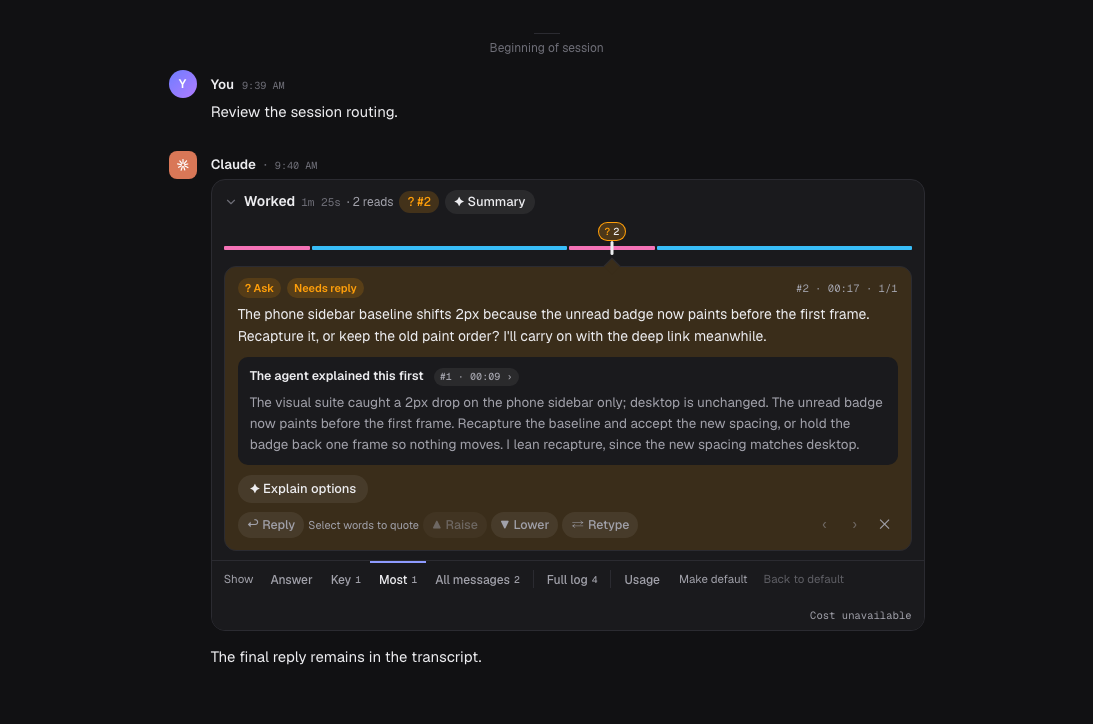 Beginning of session
Y You 9:39 AM
Review the session routing.
Claude · 9:40 AM
Worked 1m 25s · 2 reads ? #2 ✦ Summary
? 2
? Ask Needs reply #2 · 00:17 · 1/1
The phone sidebar baseline shifts 2px because the unread badge now paints before the first frame.
Recapture it, or keep the old paint order? I'll carry on with the deep link meanwhile.
The agent explained this first #1 · 00:09 ›
The visual suite caught a 2px drop on the phone sidebar only; desktop is unchanged. The unread badge
now paints before the first frame. Recapture the baseline and accept the new spacing, or hold the
badge back one frame so nothing moves. I lean recapture, since the new spacing matches desktop.
✦ Explain options
↩ Reply Select words to quote ▲ Raise ▼ Lower ⇄ Retype ‹ › ✕
Show Answer Key 1 Most 1 All messages 2 Full log 4 Usage Make default Back to default
Cost unavailable
The final reply remains in the transcript.